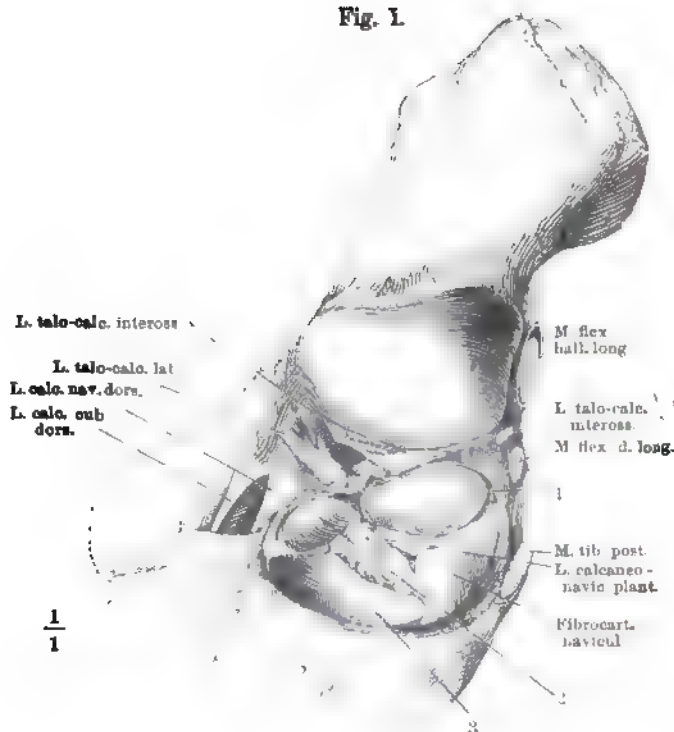 Fig. 1.
L. talo-calc. inteross
L. talo-calc. lat
L. calc. nav. dors.
L. calc. cub
dors.
1
1
M flex
hall. long
L talo-calc.
inteross
M flex d. long.
1
M. tib post
L. calcaneo-
navic plant.
Fibrocart.
navicul
2
3